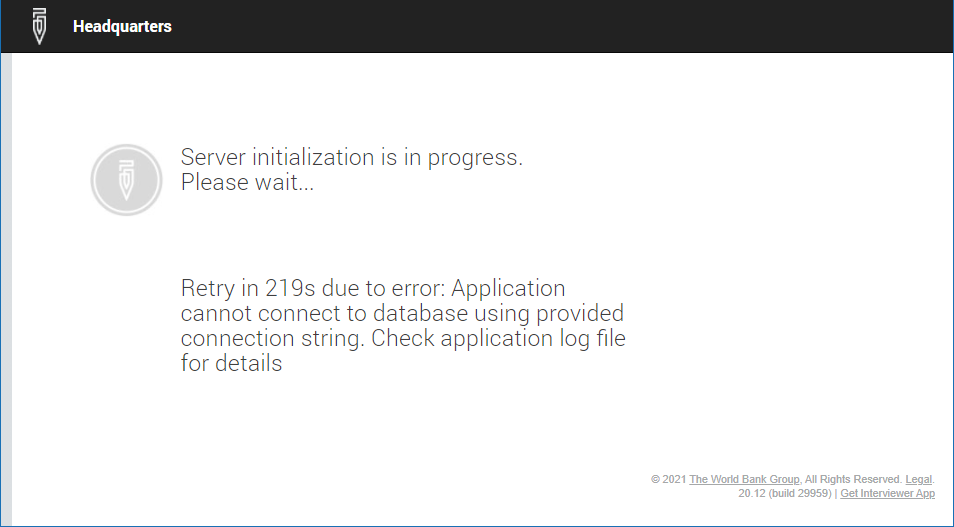 Headquarters
Server initialization is in progress.
Please wait...
Retry in 219s due to error: Application
cannot connect to database using provided
connection string. Check application log file
for details
© 2021 The World Bank Group, All Rights Reserved. Legal.
20.12 (build 29959) | Get Interviewer App